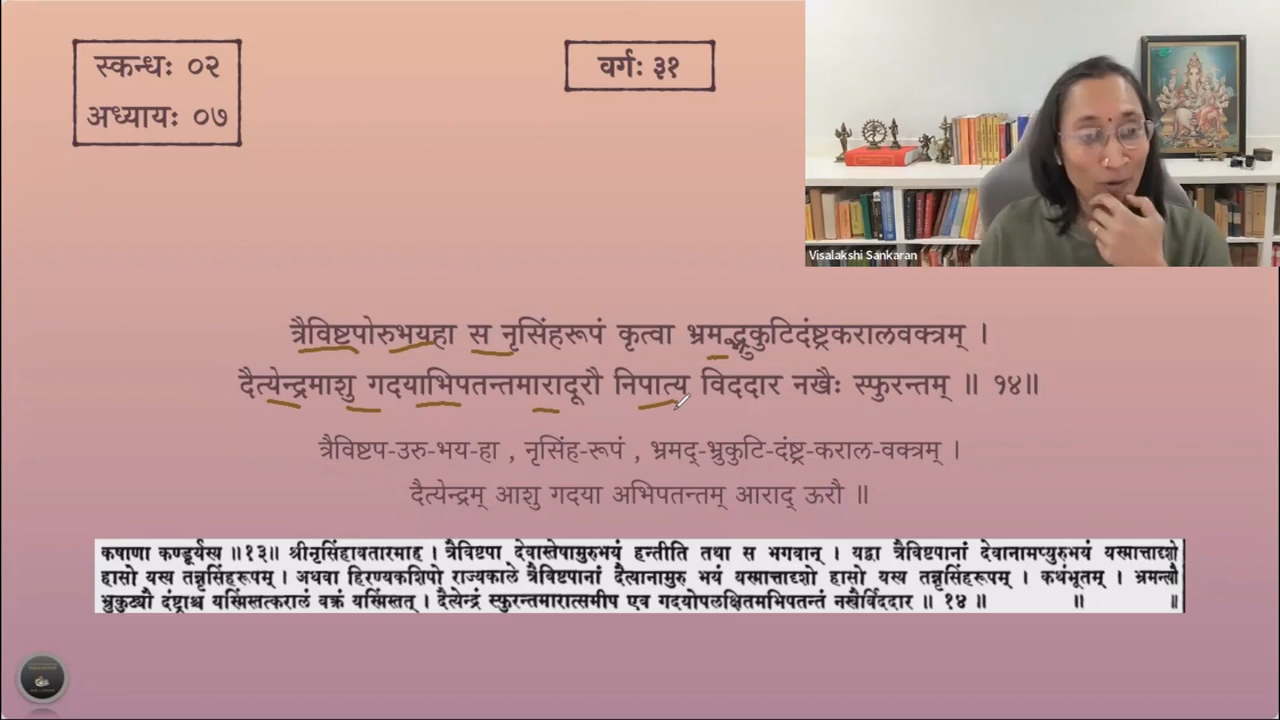 स्कन्धः ०२
अध्यायः ०७
वर्गः ३१
Visalakshi Sankaran
त्रैविष्टपोरुभयहा स नृसिंहरूपं कृत्वा भ्रमद्भ्रुकुटिदंष्ट्रकरालवक्त्रम् ।
दैत्येन्द्रमाशु गदयाभिपतन्तमारादूरौ निपात्य विददार नखैः स्फुरन्तम् ॥ १४॥
त्रैविष्टप-उरु-भय-हा , नृसिंह-रूपं , भ्रमद्-भ्रुकुटि-दंष्ट्र-कराल-वक्त्रम् ।
दैत्येन्द्रम् आशु गदया अभिपतन्तम् आराद् ऊरौ ॥
कषाणा कण्डूर्यस्य ॥१३॥ श्रीनृसिंहावतारमाह । त्रैविष्टपा देवास्तेषामुरुभयं हन्तीति तथा स भगवान् । यद्वा त्रैविष्टपानां देवानामप्युरुभयं यस्मात्तादृशो
हासो यस्य तन्नृसिंहरूपम् । अथवा हिरण्यकशिपो राज्यकाले त्रैविष्टपानां दैत्यानामुरु भयं यस्मात्तादृशो हासो यस्य तन्नृसिंहरूपम् । कथंभूतम् । भ्रमन्त्यौ
भ्रुकुट्यौ दंष्ट्राश्च यस्मिंस्तत्करालं वक्त्रं यस्मिंस्तत् । दैत्येन्द्रं स्फुरन्तमारात्समीप एव गदयोपलक्षितमभिपतन्तं नखैर्विददार ॥ १४ ॥ ॥ ॥